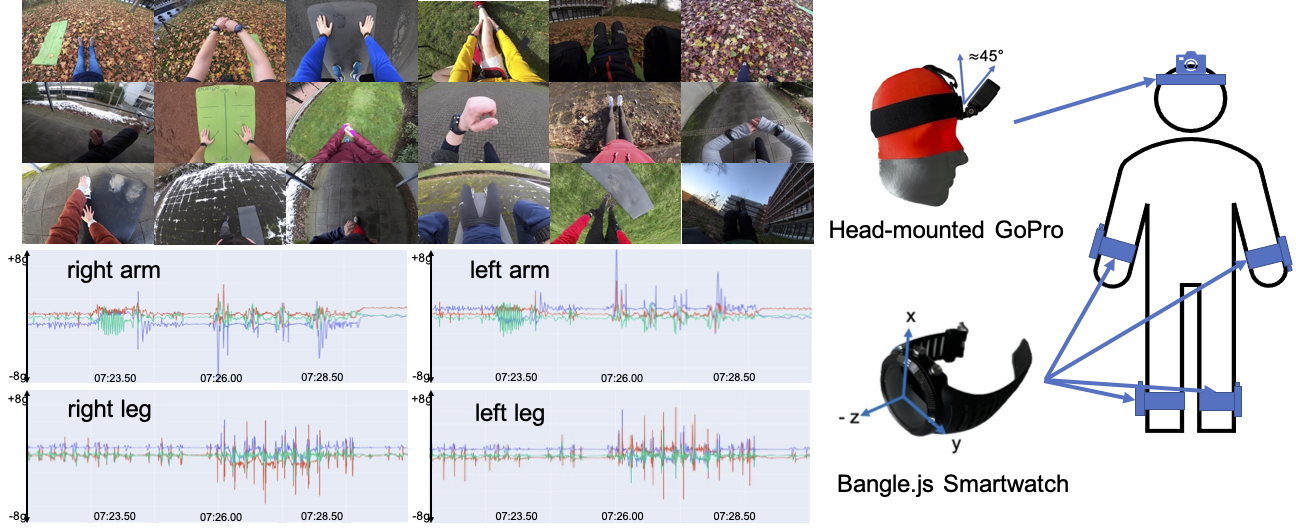 ≈45°
Head-mounted GoPro
+8g
right arm
-8g
07:23.50
07:26.00
07:28.50
+8g
left arm
-8g
07:23.50
07:26.00
07:28.50
+8g
right leg
-8g
07:23.50
07:26.00
07:28.50
+8g
left leg
-8g
07:23.50
07:26.00
07:28.50
x
- z
y
Bangle.js Smartwatch